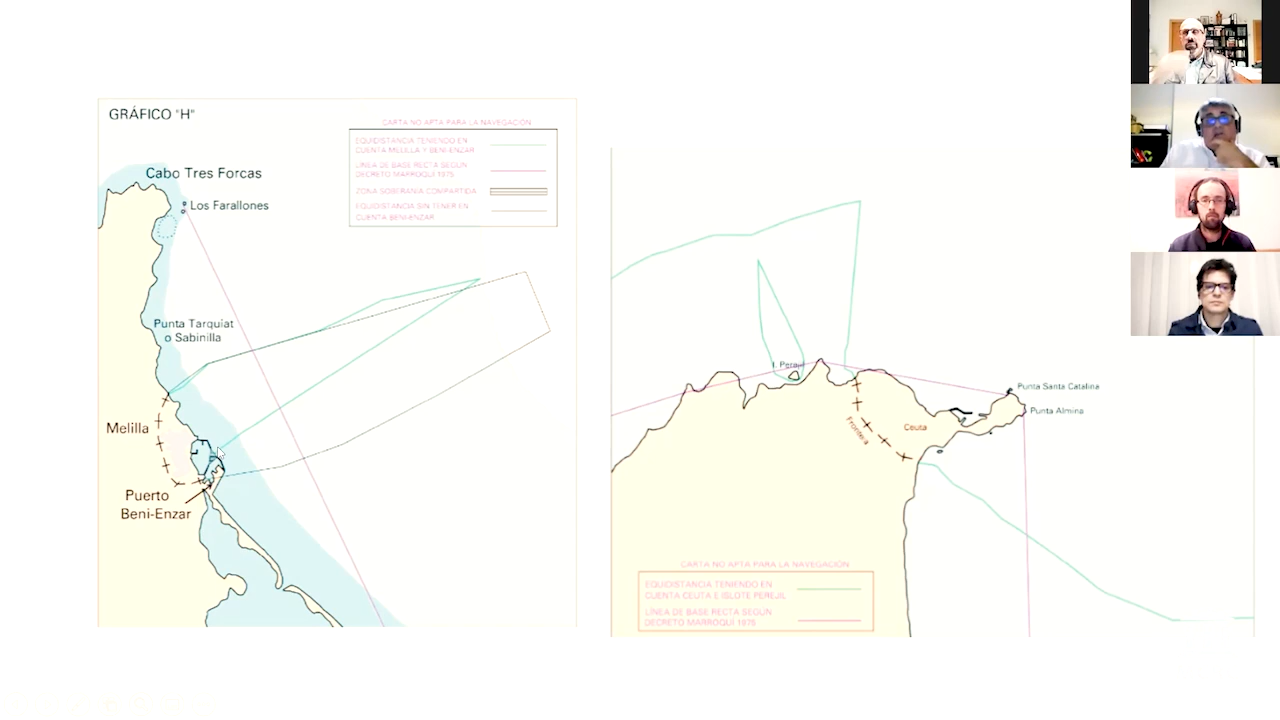 GRÁFICO "H"
CARTA NO APTA PARA LA NAVEGACIÓN
EQUIDISTANCIA TENIENDO EN
CUENTA MELILLA Y BENI-ENZAR
LÍNEA DE BASE RECTA SEGUN
DECRETO MARROQUÍ 1975
ZONA SOBERANIA COMPARTIDA
EQUIDISTANCIA SIN TENER EN
CUENTA BENI-ENZAR
Cabo Tres Forcas
Los Farallones
Punta Tarquiat
o Sabinilla
Melilla
Puerto
Beni-Enzar
I. Perejil
Punta Santa Catalina
Punta Almina
Ceuta
Frontera
CARTA NO APTA PARA LA NAVEGACIÓN
EQUIDISTANCIA TENIENDO EN
CUENTA CEUTA E ISLOTE PEREJIL
LÍNEA DE BASE RECTA SEGUN
DECRETO MARROQUÍ 1975